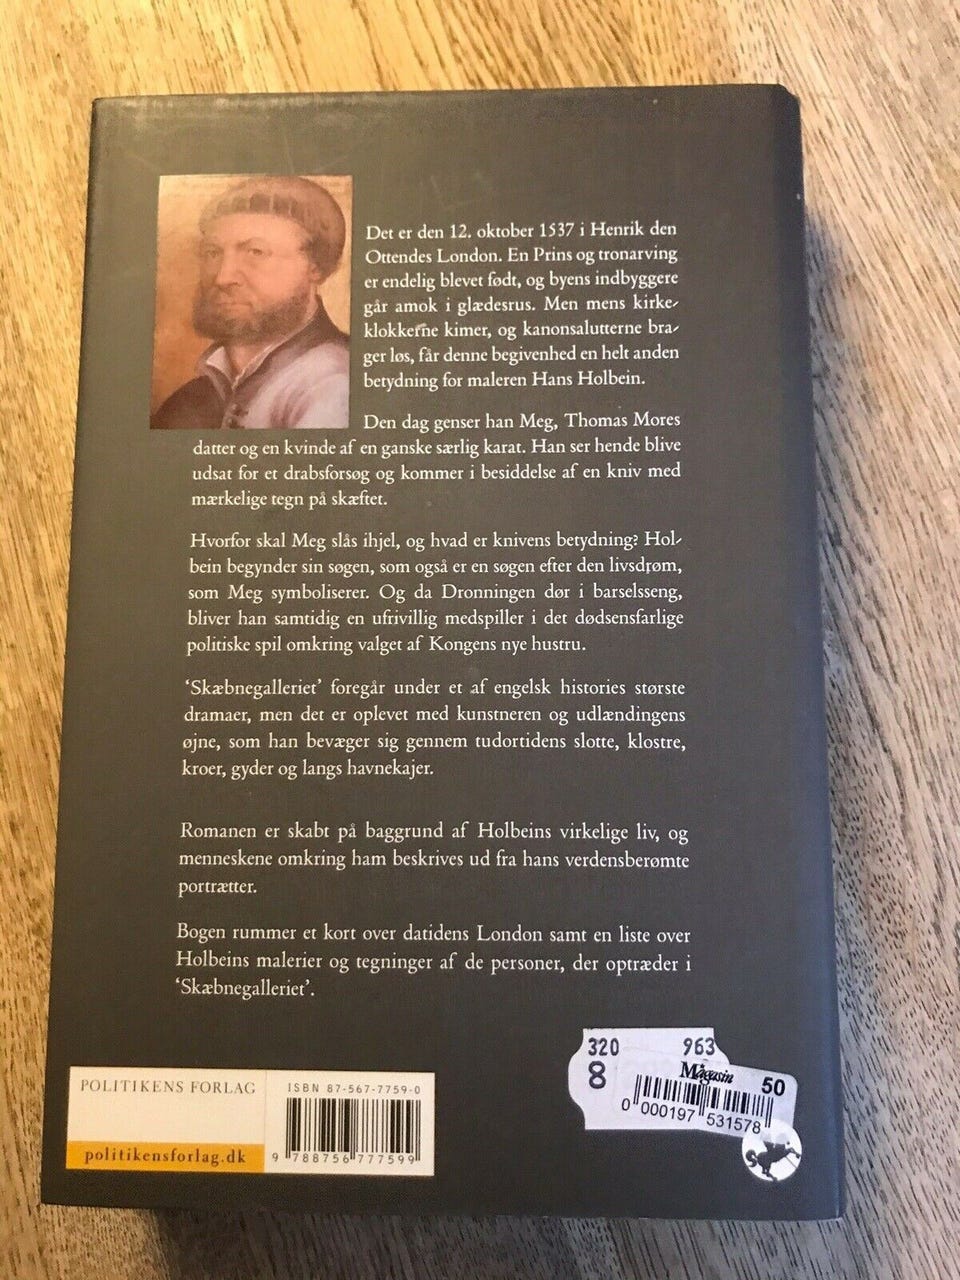 Det er den 12. oktober 1537 i Henrik den
Ottendes London. En Prins og tronarving
er endelig blevet født, og byens indbyggere
går amok i glædesrus. Men mens kirke-
klokkerne kimer, og kanonsalutterne bra-
ger løs, får denne begivenhed en helt anden
betydning for maleren Hans Holbein.
Den dag genser han Meg, Thomas Mores
datter og en kvinde af en ganske særlig karat. Han ser hende blive
udsat for et drabsforsøg og kommer i besiddelse af en kniv med
mærkelige tegn på skæftet.
Hvorfor skal Meg slås ihjel, og hvad er knivens betydning? Hol-
bein begynder sin søgen, som også er en søgen efter den livsdrøm,
som Meg symboliserer. Og da Dronningen dør i barselsseng,
bliver han samtidig en ufrivillig medspiller i det dødsensfarlige
politiske spil omkring valget af Kongens nye hustru.
‘Skæbnegalleriet’ foregår under et af engelsk histories største
dramaer, men det er oplevet med kunstneren og udlændingens
øjne, som han bevæger sig gennem tudortidens slotte, klostre,
kroer, gyder og langs havnekajer.
Romanen er skabt på baggrund af Holbeins virkelige liv, og
menneskene omkring ham beskrives ud fra hans verdensberømte
portrætter.
Bogen rummer et kort over datidens London samt en liste over
Holbeins malerier og tegninger af de personer, der optræder i
‘Skæbnegalleriet’.
POLITIKENS FORLAG
politikensforlag.dk
ISBN 87-567-7759-0
9 788756 777599
320 963
8
Magasin 50
0 000197 531578